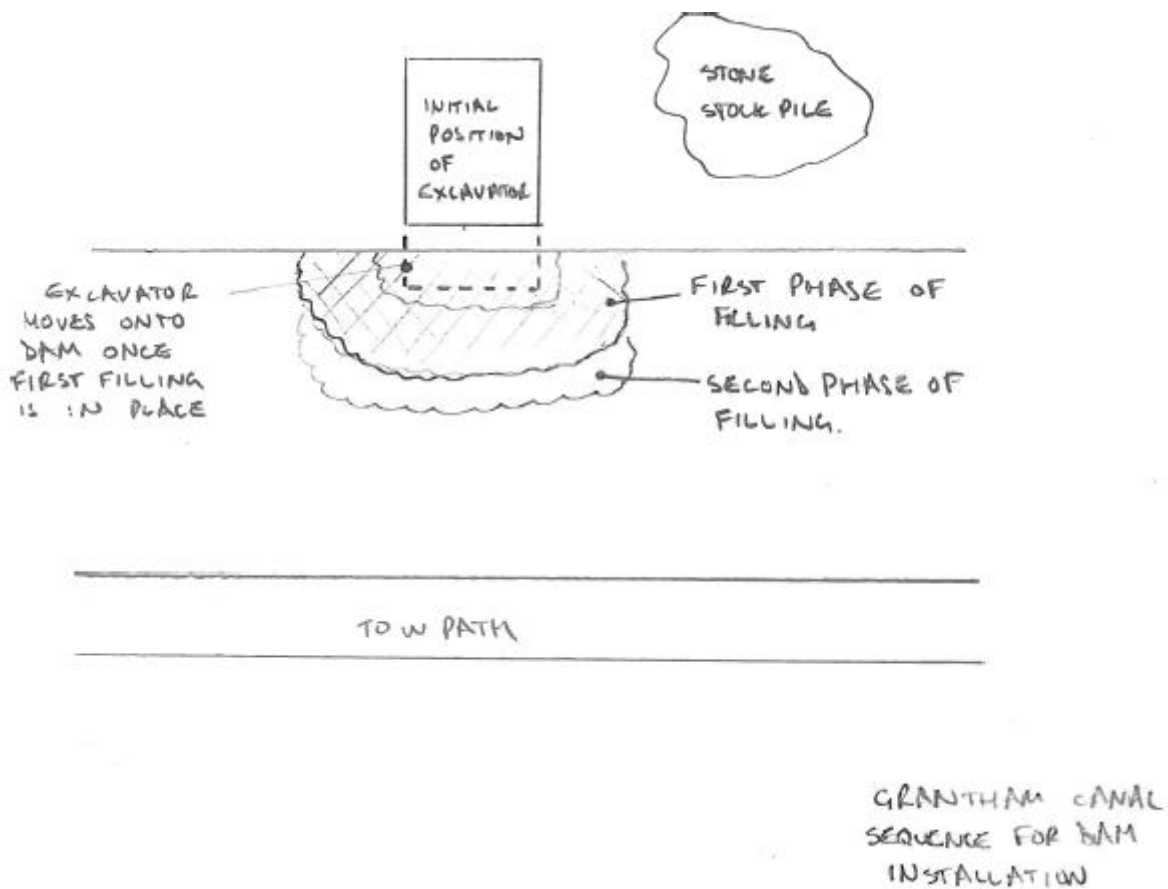 STONE
STOCK PILE
INITIAL
POSITION
OF
EXCAVATOR
EXCAVATOR
MOVES ONTO
DAM ONCE
FIRST FILLING
IS IN PLACE
FIRST PHASE OF
FILLING
SECOND PHASE OF
FILLING.
TOW PATH
GRANTHAM CANAL
SEQUENCE FOR DAM
INSTALLATION